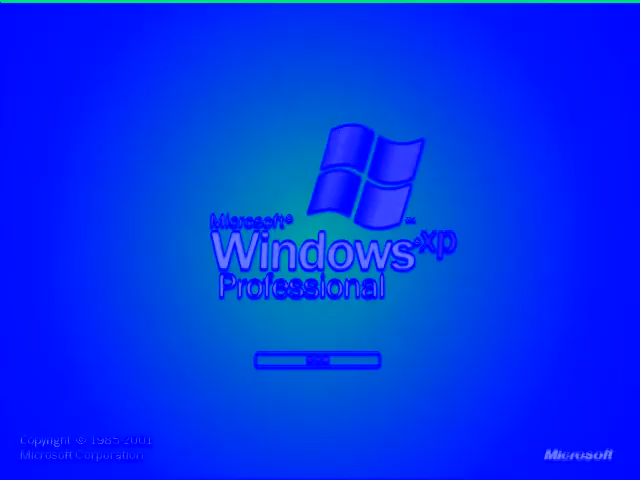 Microsoft®
Windows xp
Professional
Copyright © 1985-2001
Microsoft Corporation
Microsoft